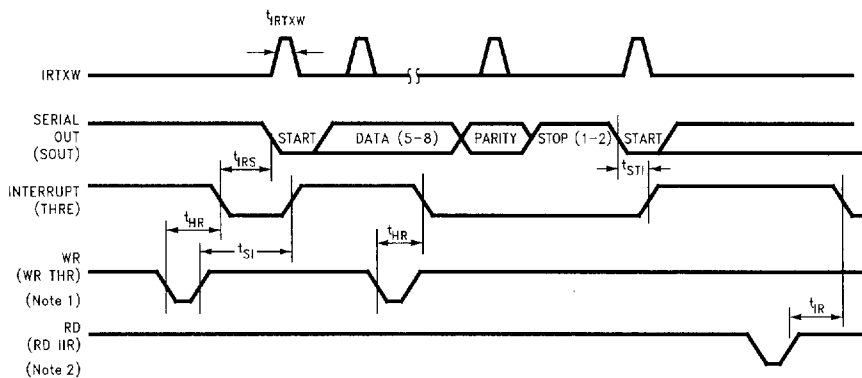 tIRTXW
IRTXW
SERIAL
OUT
(SOUT)
START
DATA (5-8)
PARITY
STOP (1-2)
START
tIRS
tSTI
INTERRUPT
(THRE)
tHR
tSI
tHR
WR
(WR THR)
(Note 1)
RD
(RD IIR)
(Note 2)
tIR